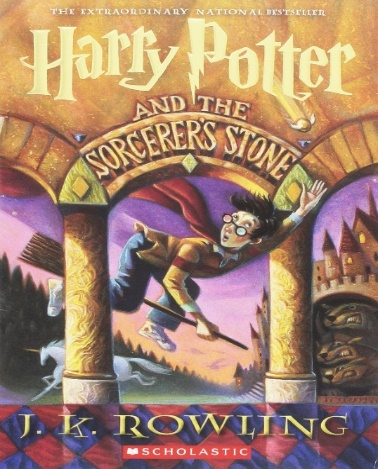 THE EXTRAORDINARY NATIONAL BESTSELLER
Harry Potter
AND THE
SORCERER'S STONE
J. K. ROWLING
SCHOLASTIC